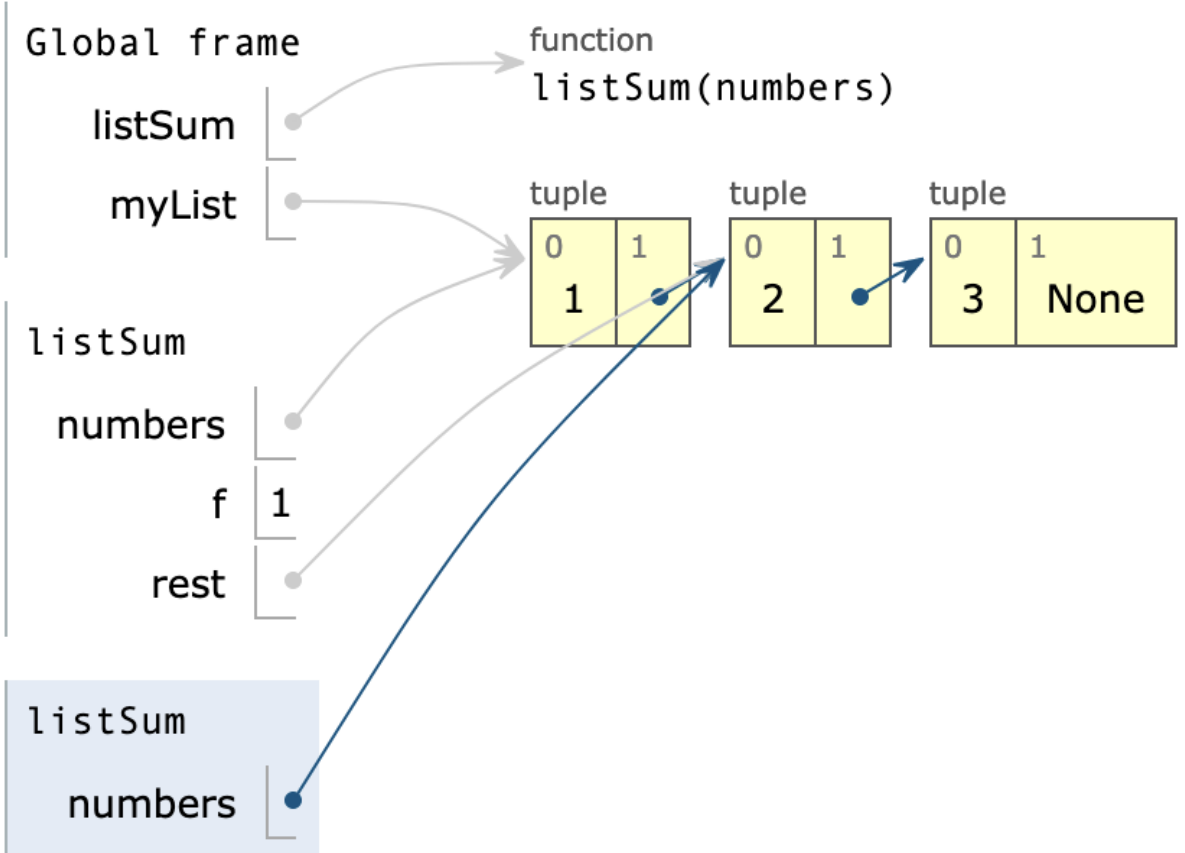 Global frame
listSum
myList
function
listSum(numbers)
tuple
0 1
1
tuple
0 1
2
tuple
0 1
3 None
listSum
numbers
f 1
rest
listSum
numbers